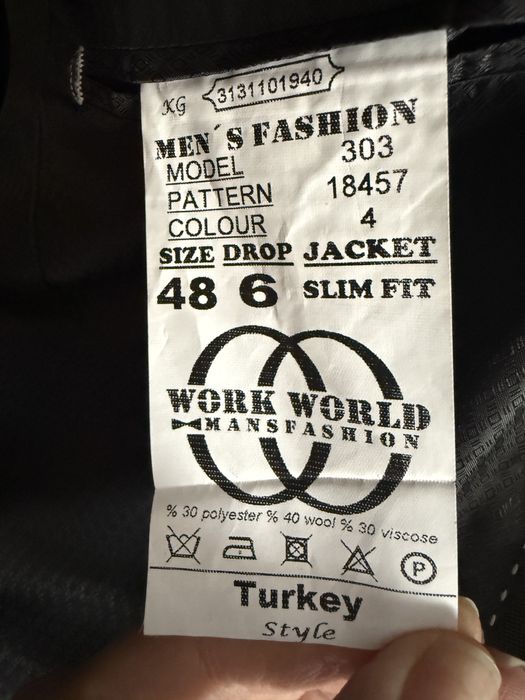 KG 3131101940
MEN´S FASHION
MODEL 303
PATTERN 18457
COLOUR 4
SIZE DROP JACKET
48 6 SLIM FIT
WORK WORLD
MANSFASHION
% 30 polyester % 40 wool % 30 viscose
P
Turkey
Style